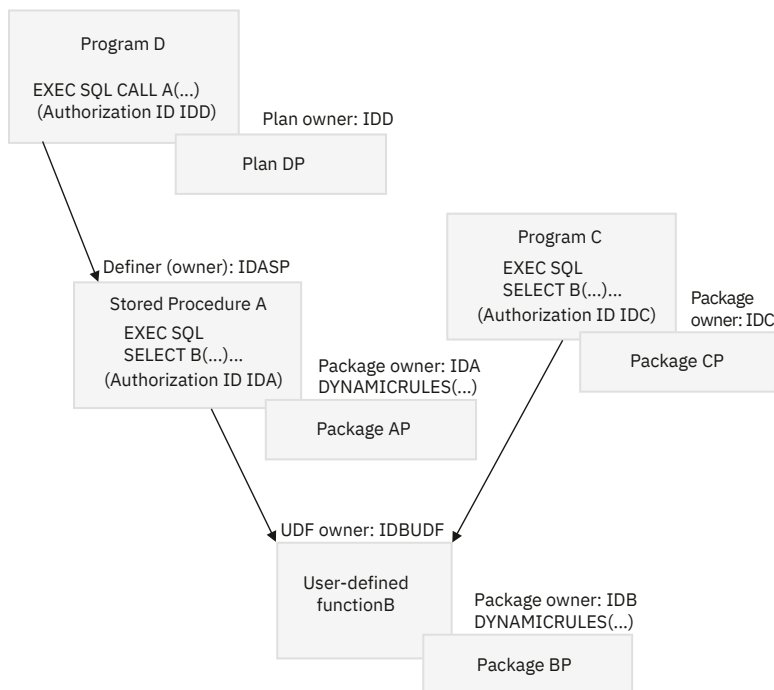 Program D
EXEC SQL CALL A(...)
(Authorization ID IDD)
Plan owner: IDD
Plan DP
Program C
EXEC SQL
SELECT B(...)...
(Authorization ID IDC)
Package
owner: IDC
Package CP
Definer (owner): IDASP
Stored Procedure A
EXEC SQL
SELECT B(...)...
(Authorization ID IDA)
Package owner: IDA
DYNAMICRULES(...)
Package AP
UDF owner: IDBUDF
User-defined
functionB
Package owner: IDB
DYNAMICRULES(...)
Package BP